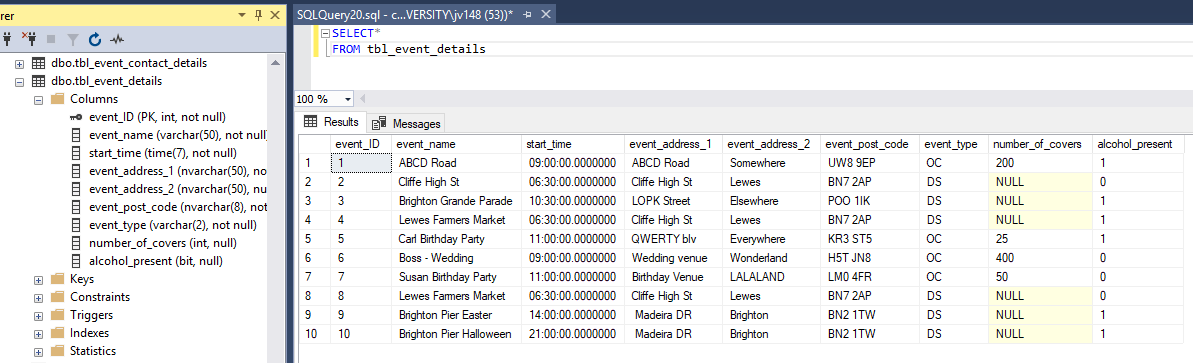 rer
SQLQuery20.sql - c...VERSITY\jv148 (53))*
SELECT*
FROM tbl_event_details
dbo.tbl_event_contact_details
dbo.tbl_event_details
Columns
event_ID (PK, int, not null)
event_name (varchar(50), not null)
start_time (time(7), not null)
event_address_1 (nvarchar(50), not
event_address_2 (nvarchar(50), nu
event_post_code (nvarchar(8), not
event_type (varchar(2), not null)
number_of_covers (int, null)
alcohol_present (bit, null)
Keys
Constraints
Triggers
Indexes
Statistics
100 %
Results Messages
event_ID event_name start_time event_address_1 event_address_2 event_post_code event_type number_of_covers alcohol_present
1 1 ABCD Road 09:00:00.0000000 ABCD Road Somewhere UW8 9EP OC 200 1
2 2 Cliffe High St 06:30:00.0000000 Cliffe High St Lewes BN7 2AP DS NULL 0
3 3 Brighton Grande Parade 10:30:00.0000000 LOPK Street Elsewhere POO 1IK DS NULL 1
4 4 Lewes Farmers Market 06:30:00.0000000 Cliffe High St Lewes BN7 2AP DS NULL 1
5 5 Carl Birthday Party 11:00:00.0000000 QWERTY blv Everywhere KR3 ST5 OC 25 1
6 6 Boss - Wedding 09:00:00.0000000 Wedding venue Wonderland H5T JN8 OC 400 0
7 7 Susan Birthday Party 11:00:00.0000000 Birthday Venue LALALAND LM0 4FR OC 50 0
8 8 Lewes Farmers Market 06:30:00.0000000 Cliffe High St Lewes BN7 2AP DS NULL 0
9 9 Brighton Pier Easter 14:00:00.0000000 Madeira DR Brighton BN2 1TW DS NULL 1
10 10 Brighton Pier Halloween 21:00:00.0000000 Madeira DR Brighton BN2 1TW DS NULL 1